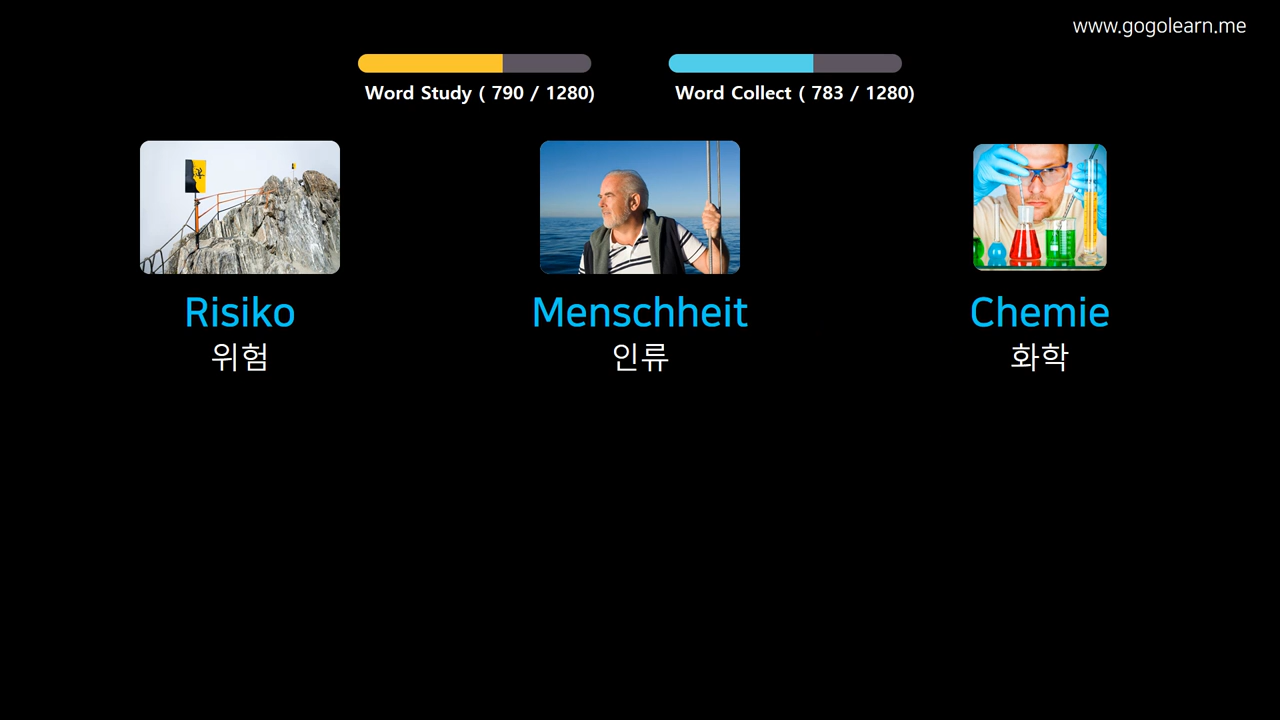 www.gogolearn.me
Word Study ( 790 / 1280)
Word Collect ( 783 / 1280)
Risiko
Menschheit
Chemie
위험
인류
화학